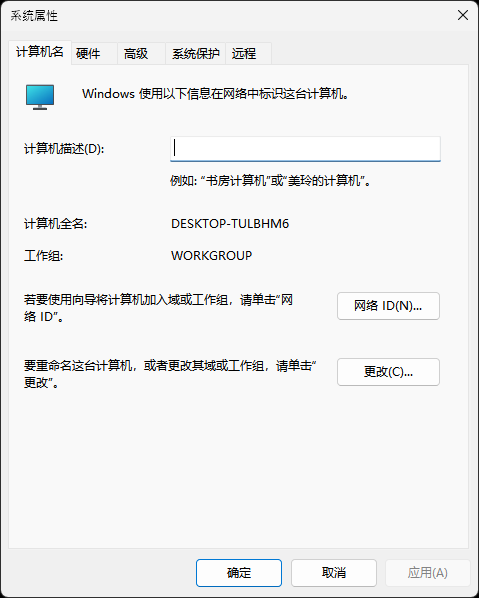 系统属性
计算机名 硬件 高级 系统保护 远程
Windows 使用以下信息在网络中标识这台计算机。
计算机描述(D):
例如: “书房计算机”或“美玲的计算机”。
计算机全名: DESKTOP-TULBHM6
工作组: WORKGROUP
若要使用向导将计算机加入域或工作组，请单击“网
络 ID”。
网络 ID(N)...
要重命名这台计算机，或者更改其域或工作组，请单击“
更改”。
更改(C)...
确定 取消 应用(A)